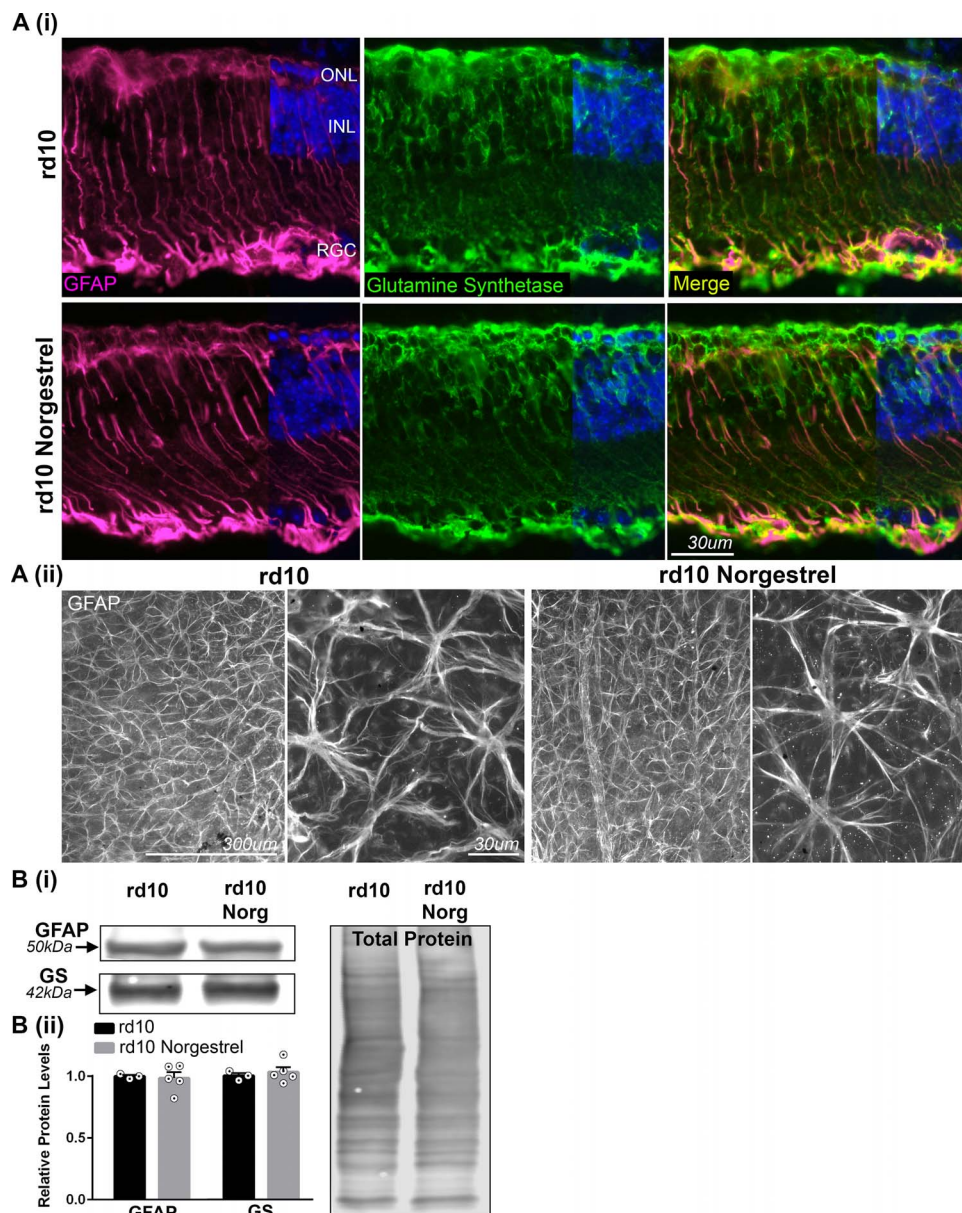 A (i)
rd10
ONL
INL
RGC
GFAP
Glutamine Synthetase
Merge
rd10 Norgestrel
30um
A (ii)
rd10
rd10 Norgestrel
GFAP
300um
30um
B (i)
rd10
rd10
Norg
GFAP
50kDa
GS
42kDa
rd10
rd10
Norg
Total Protein
B (ii)
rd10
rd10 Norgestrel
Relative Protein Levels
1.0
0.5
0.0
GFAP
GS